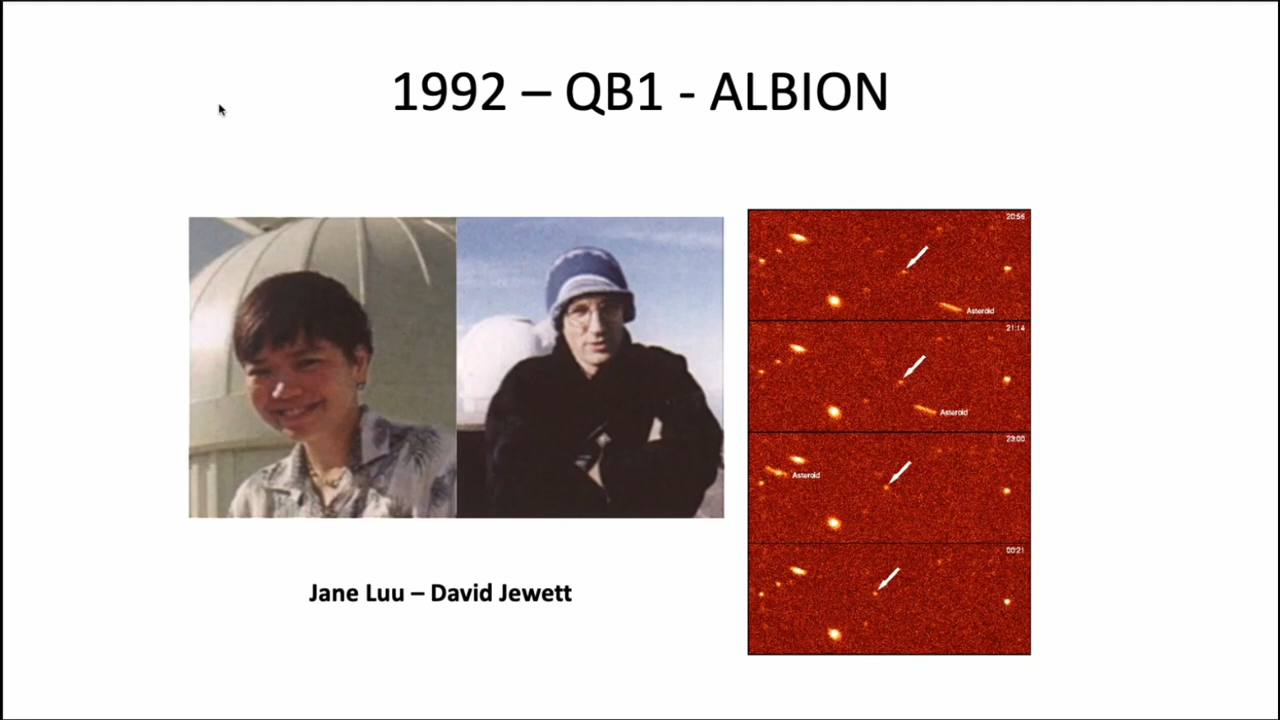 1992 – QB1 - ALBION
20:56
Asteroid
21:14
Asteroid
23:00
Asteroid
00:21
Jane Luu – David Jewett